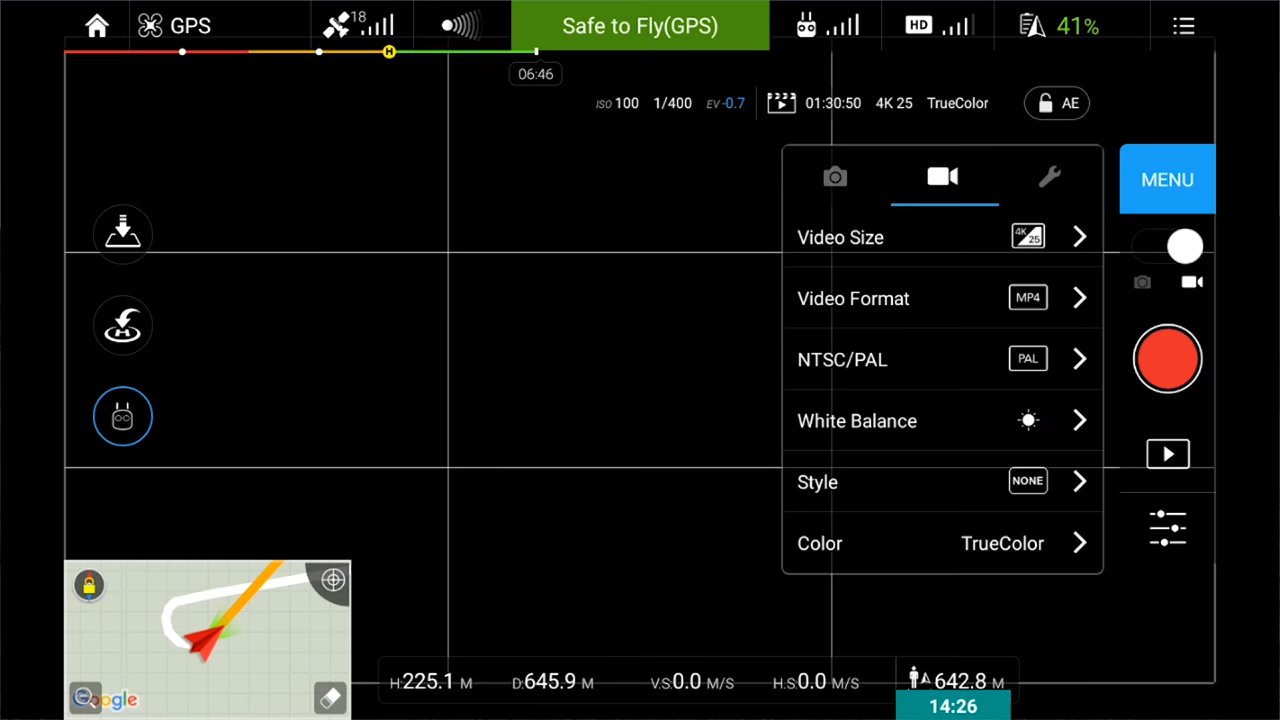 GPS 18 Safe to Fly(GPS) HD 41%
H
06:46
ISO 100 1/400 EV -0.7 01:30:50 4K 25 TrueColor AE
MENU
Video Size 4K 25
Video Format MP4
NTSC/PAL PAL
White Balance
Style NONE
Color TrueColor
H
Google
H:225.1 M D:645.9 M V.S:0.0 M/S H.S:0.0 M/S 642.8 M
14:26